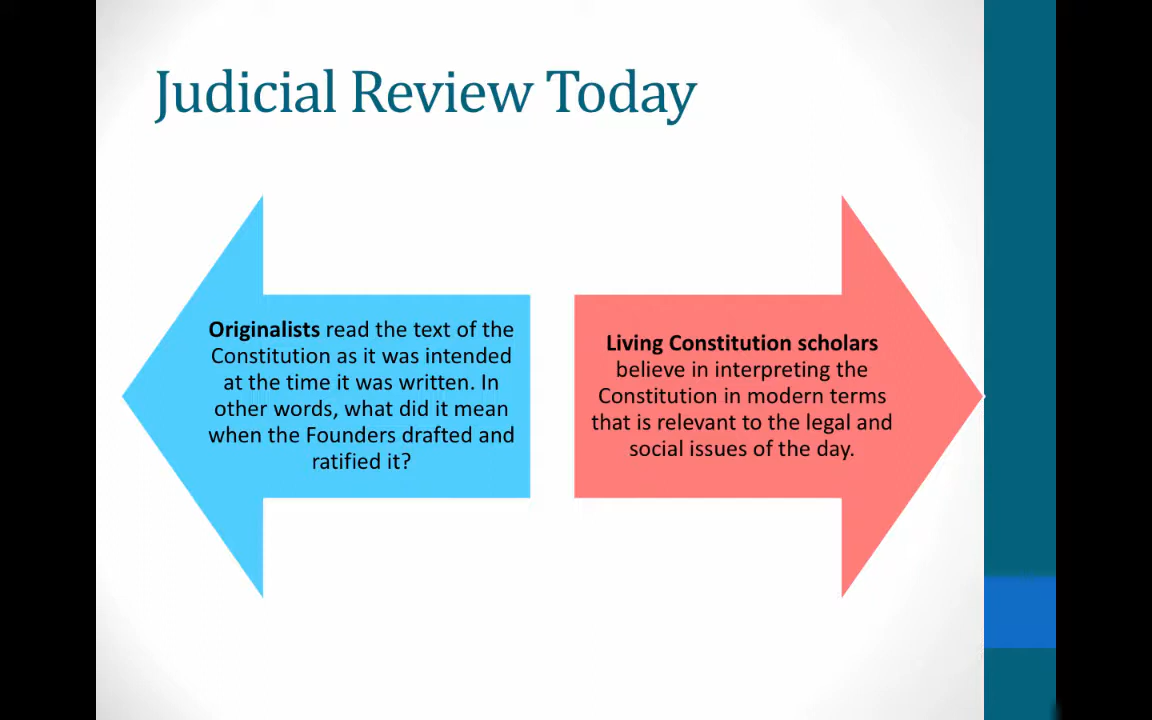 Judicial Review Today
Originalists read the text of the
Constitution as it was intended
at the time it was written. In
other words, what did it mean
when the Founders drafted and
ratified it?
Living Constitution scholars
believe in interpreting the
Constitution in modern terms
that is relevant to the legal and
social issues of the day.